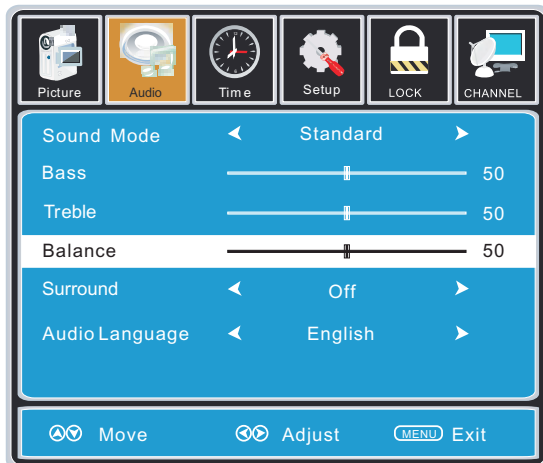 Picture Audio Time Setup LOCK CHANNEL
Sound Mode Standard
Bass 50
Treble 50
Balance 50
Surround Off
Audio Language English
Move Adjust MENU Exit